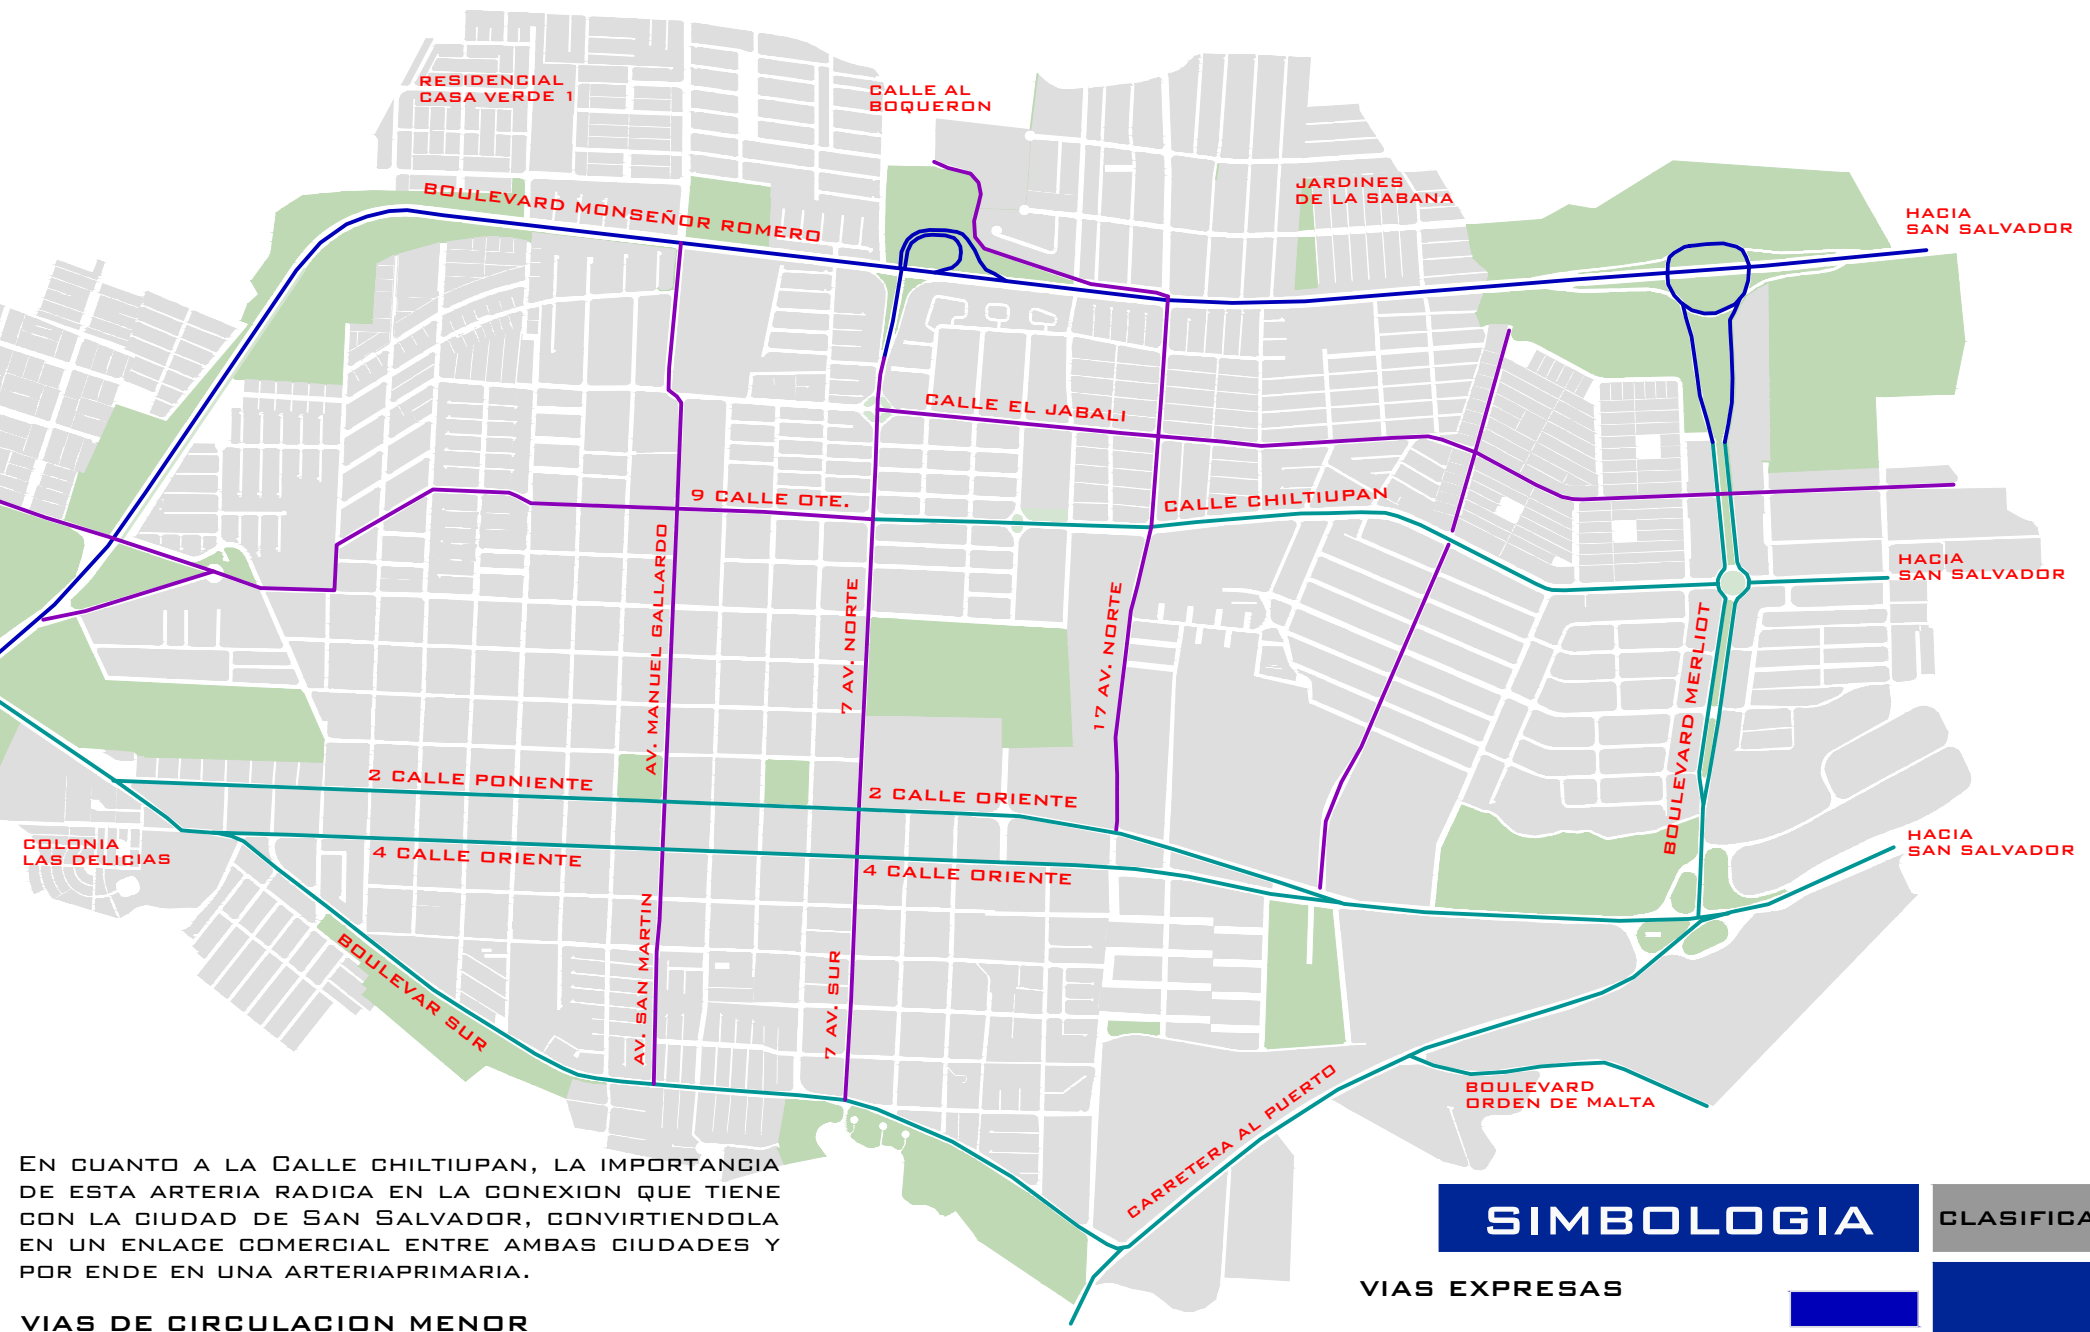 RESIDENCIAL
CASA VERDE 1
CALLE AL
BOQUERON
BOULEVARD MONSEÑOR ROMERO
JARDINES
DE LA SABANA
HACIA
SAN SALVADOR
CALLE EL JABALI
9 CALLE OTE.
CALLE CHILTIUPAN
HACIA
SAN SALVADOR
AV. MANUEL GALLARDO
7 AV. NORTE
17 AV. NORTE
BOULEVARD MERLIOT
2 CALLE PONIENTE
2 CALLE ORIENTE
COLONIA
LAS DELICIAS
4 CALLE ORIENTE
4 CALLE ORIENTE
HACIA
SAN SALVADOR
BOULEVAR SUR
AV. SAN MARTIN
7 AV. SUR
CARRETERA AL PUERTO
BOULEVARD
ORDEN DE MALTA
EN CUANTO A LA CALLE CHILTIUPAN, LA IMPORTANCIA
DE ESTA ARTERIA RADICA EN LA CONEXION QUE TIENE
CON LA CIUDAD DE SAN SALVADOR, CONVIRTIENDOLA
EN UN ENLACE COMERCIAL ENTRE AMBAS CIUDADES Y
POR ENDE EN UNA ARTERIAPRIMARIA.
VIAS DE CIRCULACION MENOR
SIMBOLOGIA
CLASIFICA
VIAS EXPRESAS